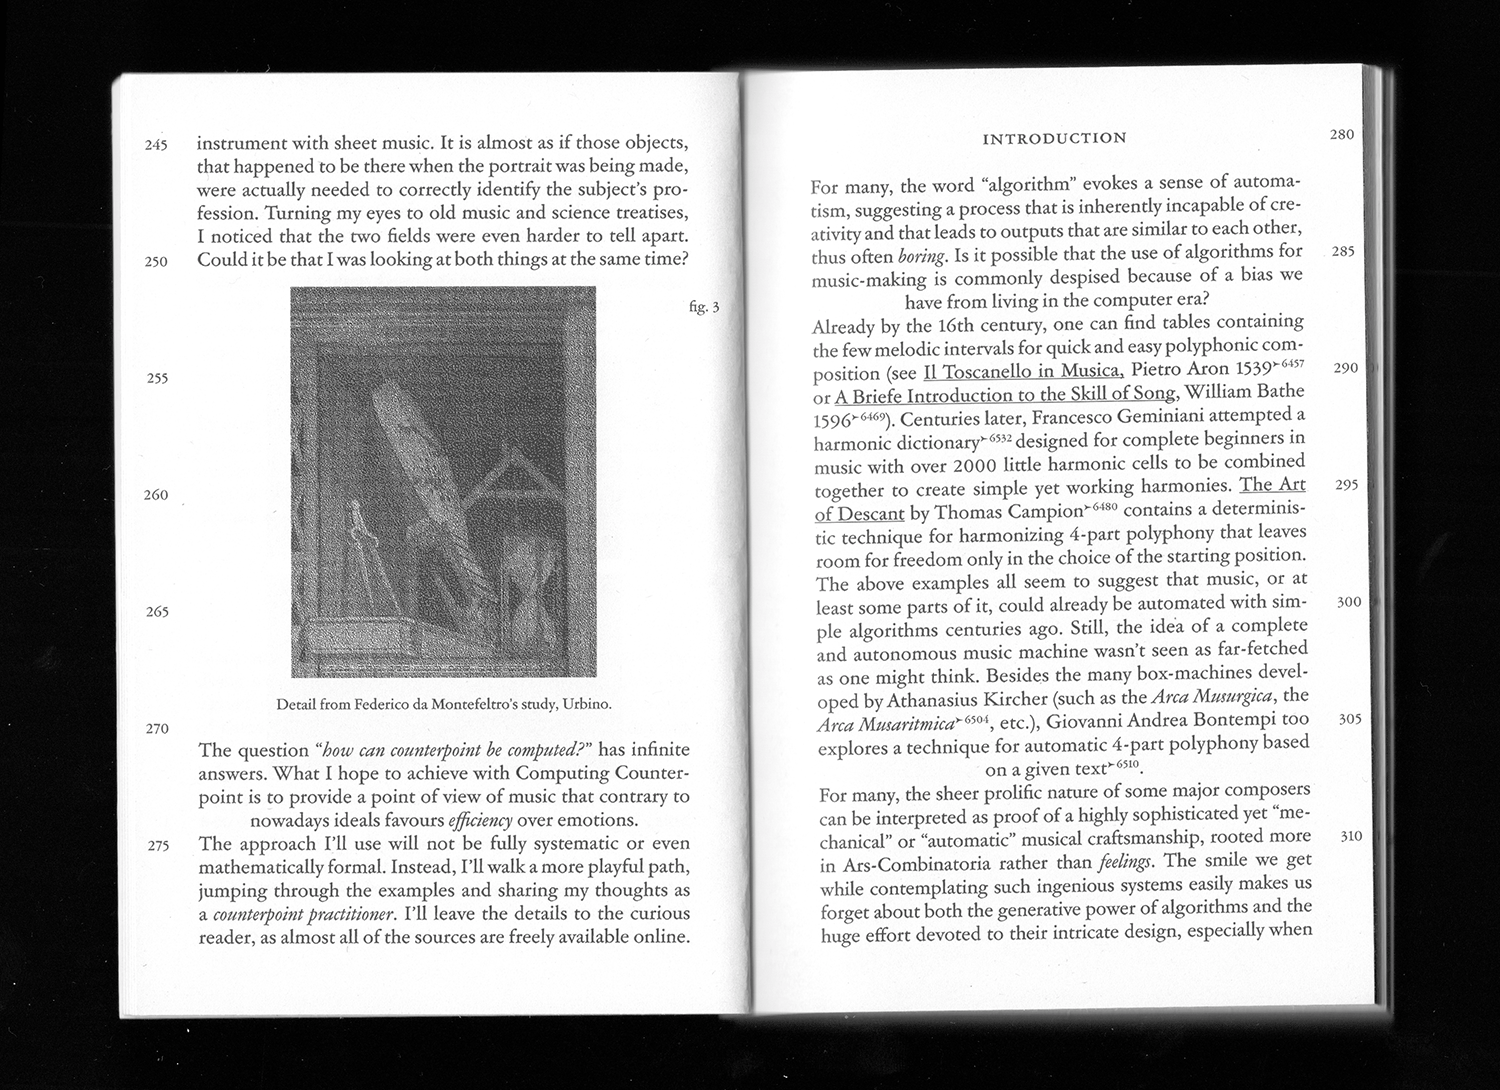 245 instrument with sheet music. It is almost as if those objects,
that happened to be there when the portrait was being made,
were actually needed to correctly identify the subject's pro-
fession. Turning my eyes to old music and science treatises,
I noticed that the two fields were even harder to tell apart.
250 Could it be that I was looking at both things at the same time?
fig. 3
255
260
265
Detail from Federico da Montefeltro's study, Urbino.
270
The question "how can counterpoint be computed?" has infinite
answers. What I hope to achieve with Computing Counter-
point is to provide a point of view of music that contrary to
nowadays ideals favours efficiency over emotions.
275 The approach I'll use will not be fully systematic or even
mathematically formal. Instead, I'll walk a more playful path,
jumping through the examples and sharing my thoughts as
a counterpoint practitioner. I'll leave the details to the curious
reader, as almost all of the sources are freely available online.
INTRODUCTION 280
For many, the word "algorithm" evokes a sense of automa-
tism, suggesting a process that is inherently incapable of cre-
ativity and that leads to outputs that are similar to each other,
thus often boring. Is it possible that the use of algorithms for 285
music-making is commonly despised because of a bias we
have from living in the computer era?
Already by the 16th century, one can find tables containing
the few melodic intervals for quick and easy polyphonic com-
position (see Il Toscanello in Musica, Pietro Aron 1539➢6457 290
or A Briefe Introduction to the Skill of Song, William Bathe
1596➢6469). Centuries later, Francesco Geminiani attempted a
harmonic dictionary➢6532 designed for complete beginners in
music with over 2000 little harmonic cells to be combined
together to create simple yet working harmonies. The Art 295
of Descant by Thomas Campion➢6480 contains a determinis-
tic technique for harmonizing 4-part polyphony that leaves
room for freedom only in the choice of the starting position.
The above examples all seem to suggest that music, or at
least some parts of it, could already be automated with sim- 300
ple algorithms centuries ago. Still, the idea of a complete
and autonomous music machine wasn't seen as far-fetched
as one might think. Besides the many box-machines devel-
oped by Athanasius Kircher (such as the Arca Musurgica, the
Arca Musaritmica➢6504, etc.), Giovanni Andrea Bontempi too 305
explores a technique for automatic 4-part polyphony based
on a given text➢6510.
For many, the sheer prolific nature of some major composers
can be interpreted as proof of a highly sophisticated yet "me-
chanical" or "automatic" musical craftsmanship, rooted more 310
in Ars-Combinatoria rather than feelings. The smile we get
while contemplating such ingenious systems easily makes us
forget about both the generative power of algorithms and the
huge effort devoted to their intricate design, especially when